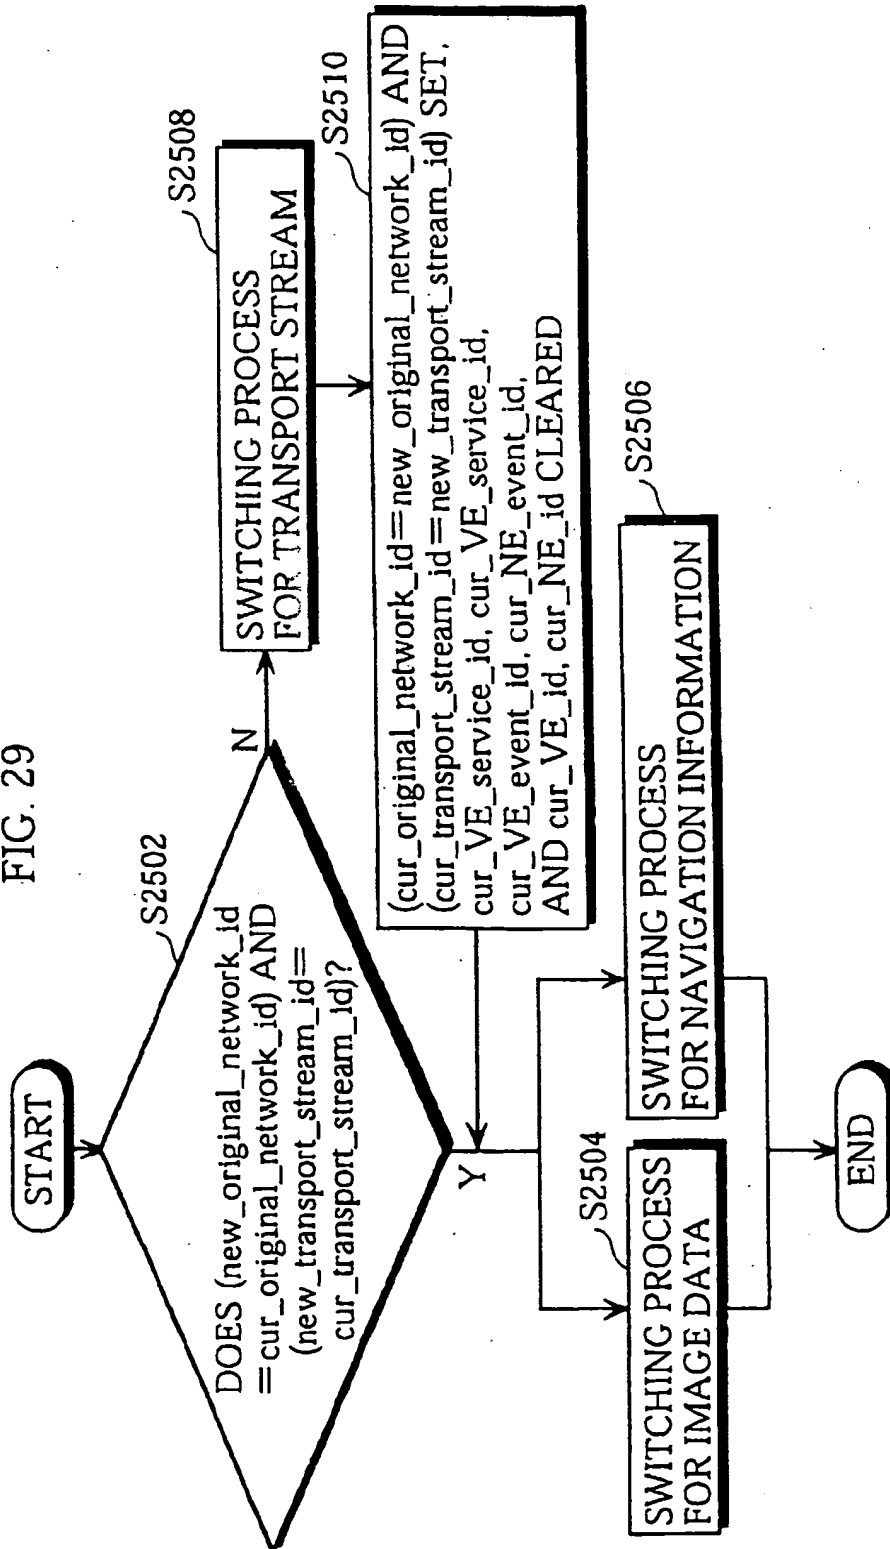 FIG. 29
START
S2502
DOES (new_original_network_id
=cur_original_network_id) AND
(new_transport_stream_id=
cur_transport_stream_id)?
N
Y
S2508
SWITCHING PROCESS
FOR TRANSPORT STREAM
S2510
(cur_original_network_id=new_original_network_id) AND
(cur_transport_stream_id=new_transport_stream_id) SET,
cur_VE_service_id, cur_VE_service_id,
cur_VE_event_id, cur_NE_event_id,
AND cur_VE_id, cur_NE_id CLEARED
S2504
SWITCHING PROCESS
FOR IMAGE DATA
S2506
SWITCHING PROCESS
FOR NAVIGATION INFORMATION
END